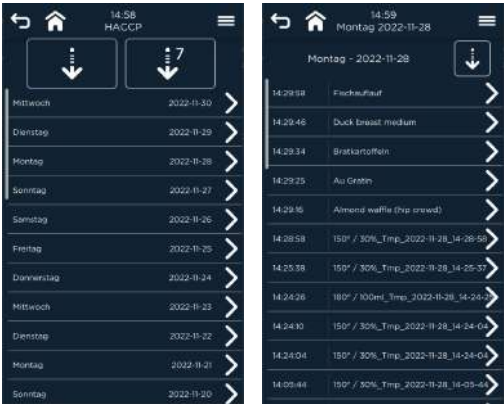 14:58
HACCP
7
Mittwoch 2022-11-30
Dienstag 2022-11-29
Montag 2022-11-28
Sonntag 2022-11-27
Samstag 2022-11-26
Freitag 2022-11-25
Donnerstag 2022-11-24
Mittwoch 2022-11-23
Dienstag 2022-11-22
Montag 2022-11-21
Sonntag 2022-11-20
14:59
Montag 2022-11-28
Montag - 2022-11-28
14:29:58 Fischauflauf
14:29:46 Duck breast medium
14:29:34 Bratkartoffeln
14:29:25 Au Gratin
14:29:16 Almond waffle (hip crowd)
14:28:58 150° / 30%_Tmp_2022-11-28_14-28-58
14:25:38 150° / 30%_Tmp_2022-11-28_14-25-37
14:24:26 180° / 100ml_Tmp_2022-11-28_14-24-2
14:24:10 150° / 30%_Tmp_2022-11-28_14-24-04
14:24:04 150° / 30%_Tmp_2022-11-28_14-24-04
14:05:44 150° / 30%_Tmp_2022-11-28_14-05-44